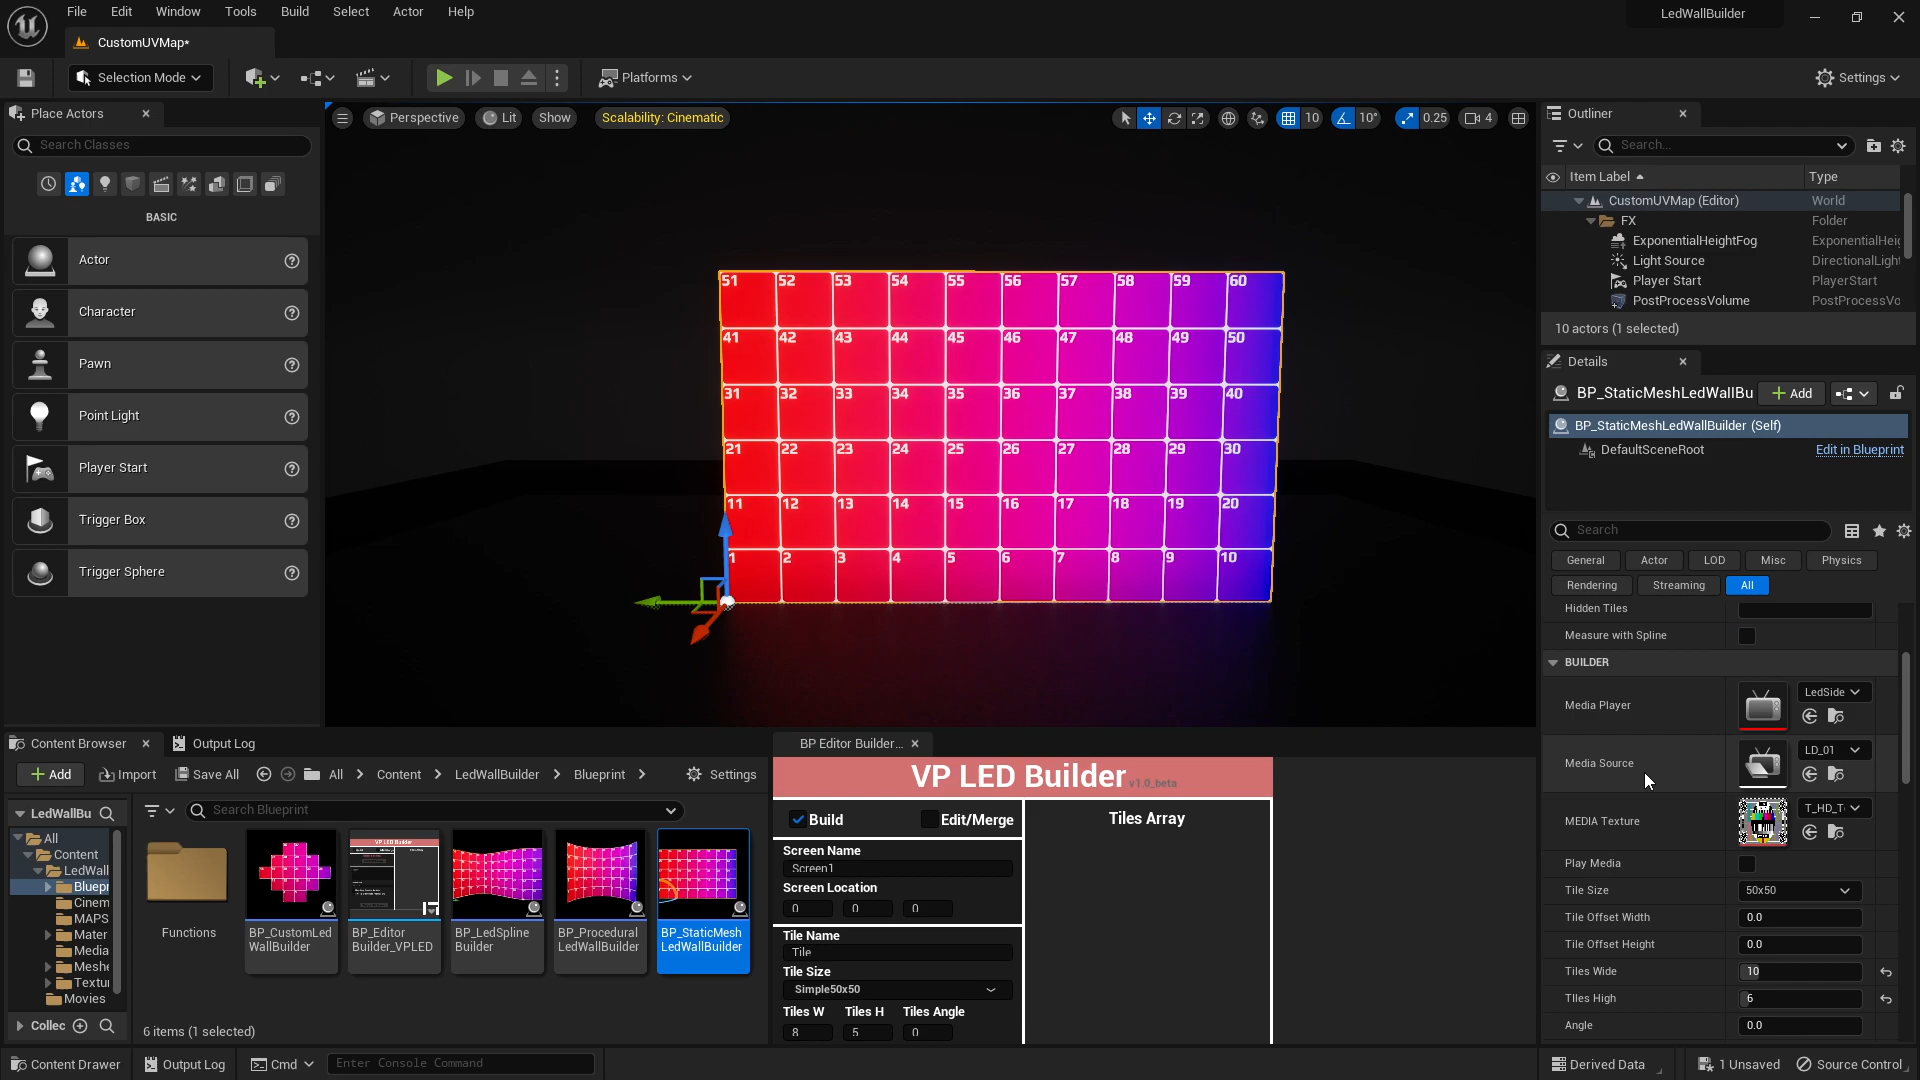 File Edit Window Tools Build Select Actor Help
LedWallBuilder
CustomUVMap*
Selection Mode
Platforms
Settings
Place Actors
Search Classes
BASIC
Actor
Character
Pawn
Point Light
Player Start
Trigger Box
Trigger Sphere
Perspective Lit Show Scalability: Cinematic 10 10° 0.25 4
51 52 53 54 55 56 57 58 59 60
41 42 43 44 45 46 47 48 49 50
31 32 33 34 35 36 37 38 39 40
21 22 23 24 25 26 27 28 29 30
11 12 13 14 15 16 17 18 19 20
1 2 3 4 5 6 7 8 9 10
Outliner
Search...
Item Label Type
CustomUVMap (Editor) World
FX Folder
ExponentialHeightFog ExponentialHei
Light Source DirectionalLight
Player Start PlayerStart
PostProcessVolume PostProcessVo
10 actors (1 selected)
Details
BP_StaticMeshLedWallBu Add
BP_StaticMeshLedWallBuilder (Self)
DefaultSceneRoot Edit in Blueprint
Search
General Actor LOD Misc Physics
Rendering Streaming All
Hidden Tiles
Measure with Spline
BUILDER
Media Player LedSide
Media Source LD_01
MEDIA Texture T_HD_T
Play Media
Tile Size 50x50
Tile Offset Width 0.0
Tile Offset Height 0.0
Tiles Wide 10
TIles High 6
Angle 0.0
Content Browser Output Log
Add Import Save All All Content LedWallBuilder Blueprint Settings
LedWallBu
Search Blueprint
All
Content
LedWall
Bluepr
Cinem
MAPS
Mater
Media
Meshe
Textur
Movies
Collec
Functions
BP_CustomLed
WallBuilder
BP_Editor
Builder_VPLED
BP_LedSpline
Builder
BP_Procedural
LedWallBuilder
BP_StaticMesh
LedWallBuilder
6 items (1 selected)
BP Editor Builder...
VP LED Builder v1.0_beta
Build Edit/Merge
Tiles Array
Screen Name
Screen1
Screen Location
0 0 0
Tile Name
Tile
Tile Size
Simple50x50
Tiles W Tiles H Tiles Angle
8 5 0
Content Drawer Output Log Cmd Enter Console Command
Derived Data 1 Unsaved Source Control